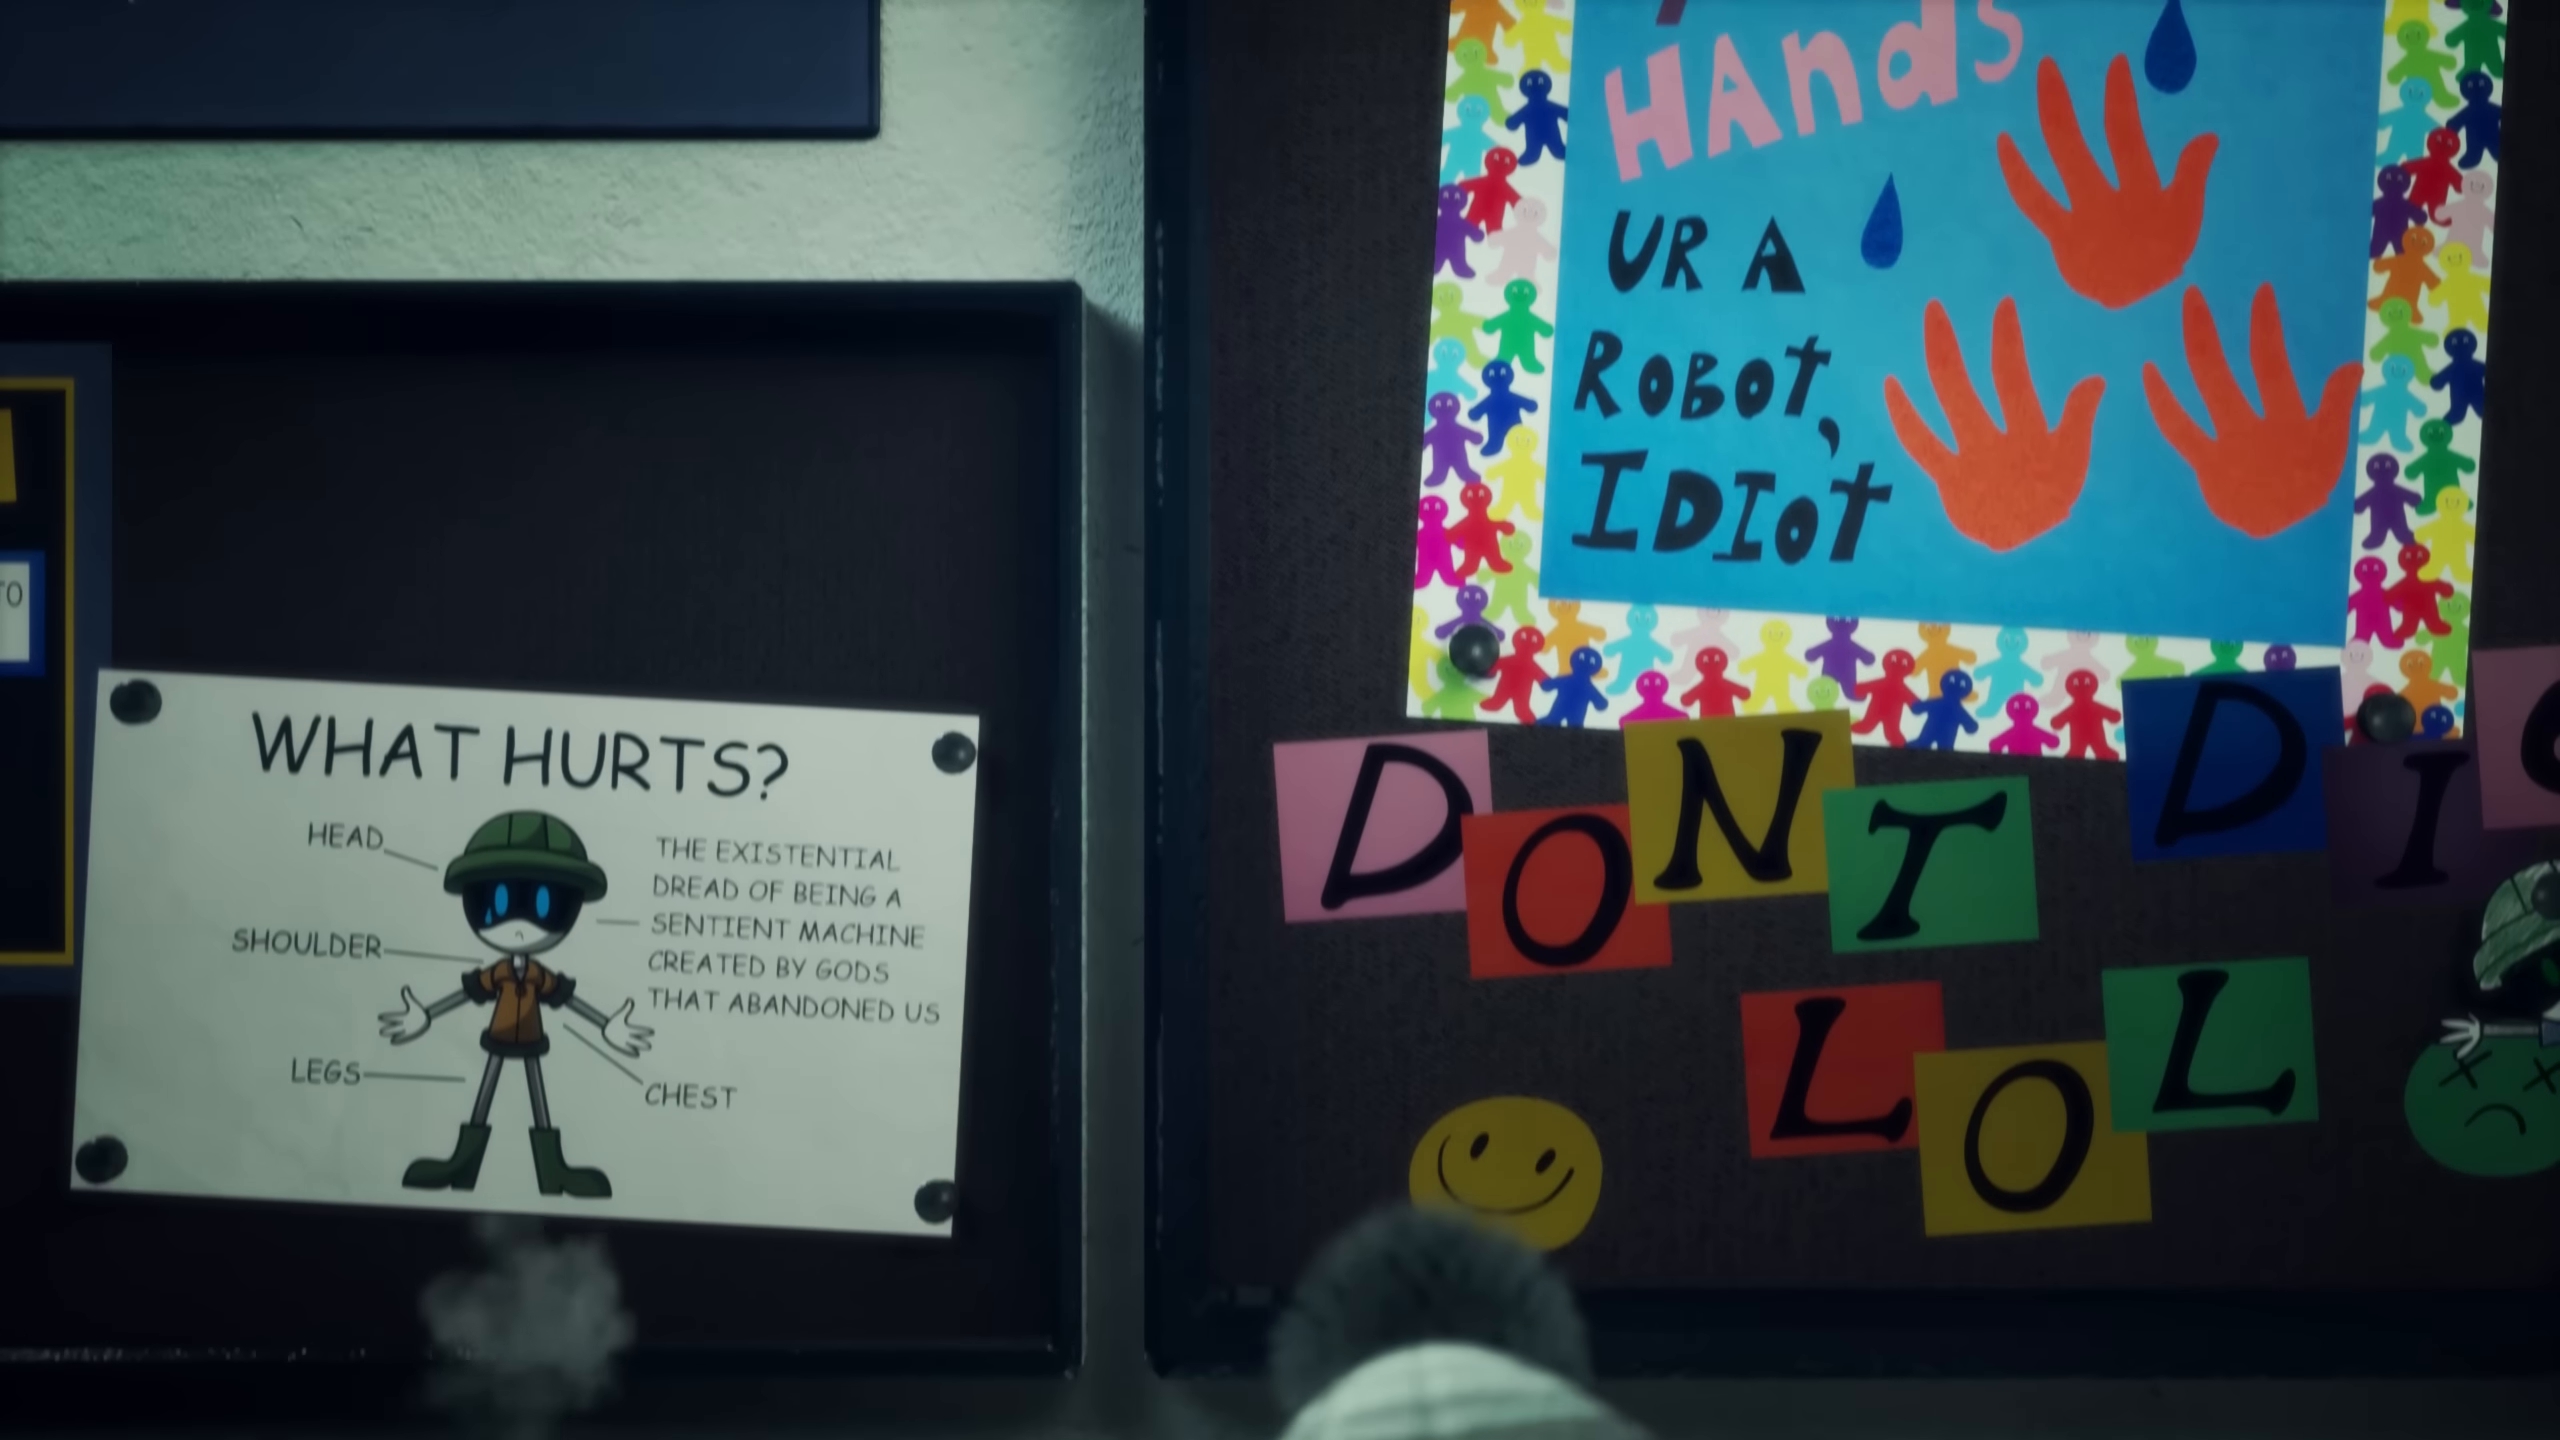 TO
WHAT HURTS?
HEAD
SHOULDER
LEGS
THE EXISTENTIAL
DREAD OF BEING A
SENTIENT MACHINE
CREATED BY GODS
THAT ABANDONED US
CHEST
HAndS
UR A
ROBOT,
IDIOT
DONT DI
LOL